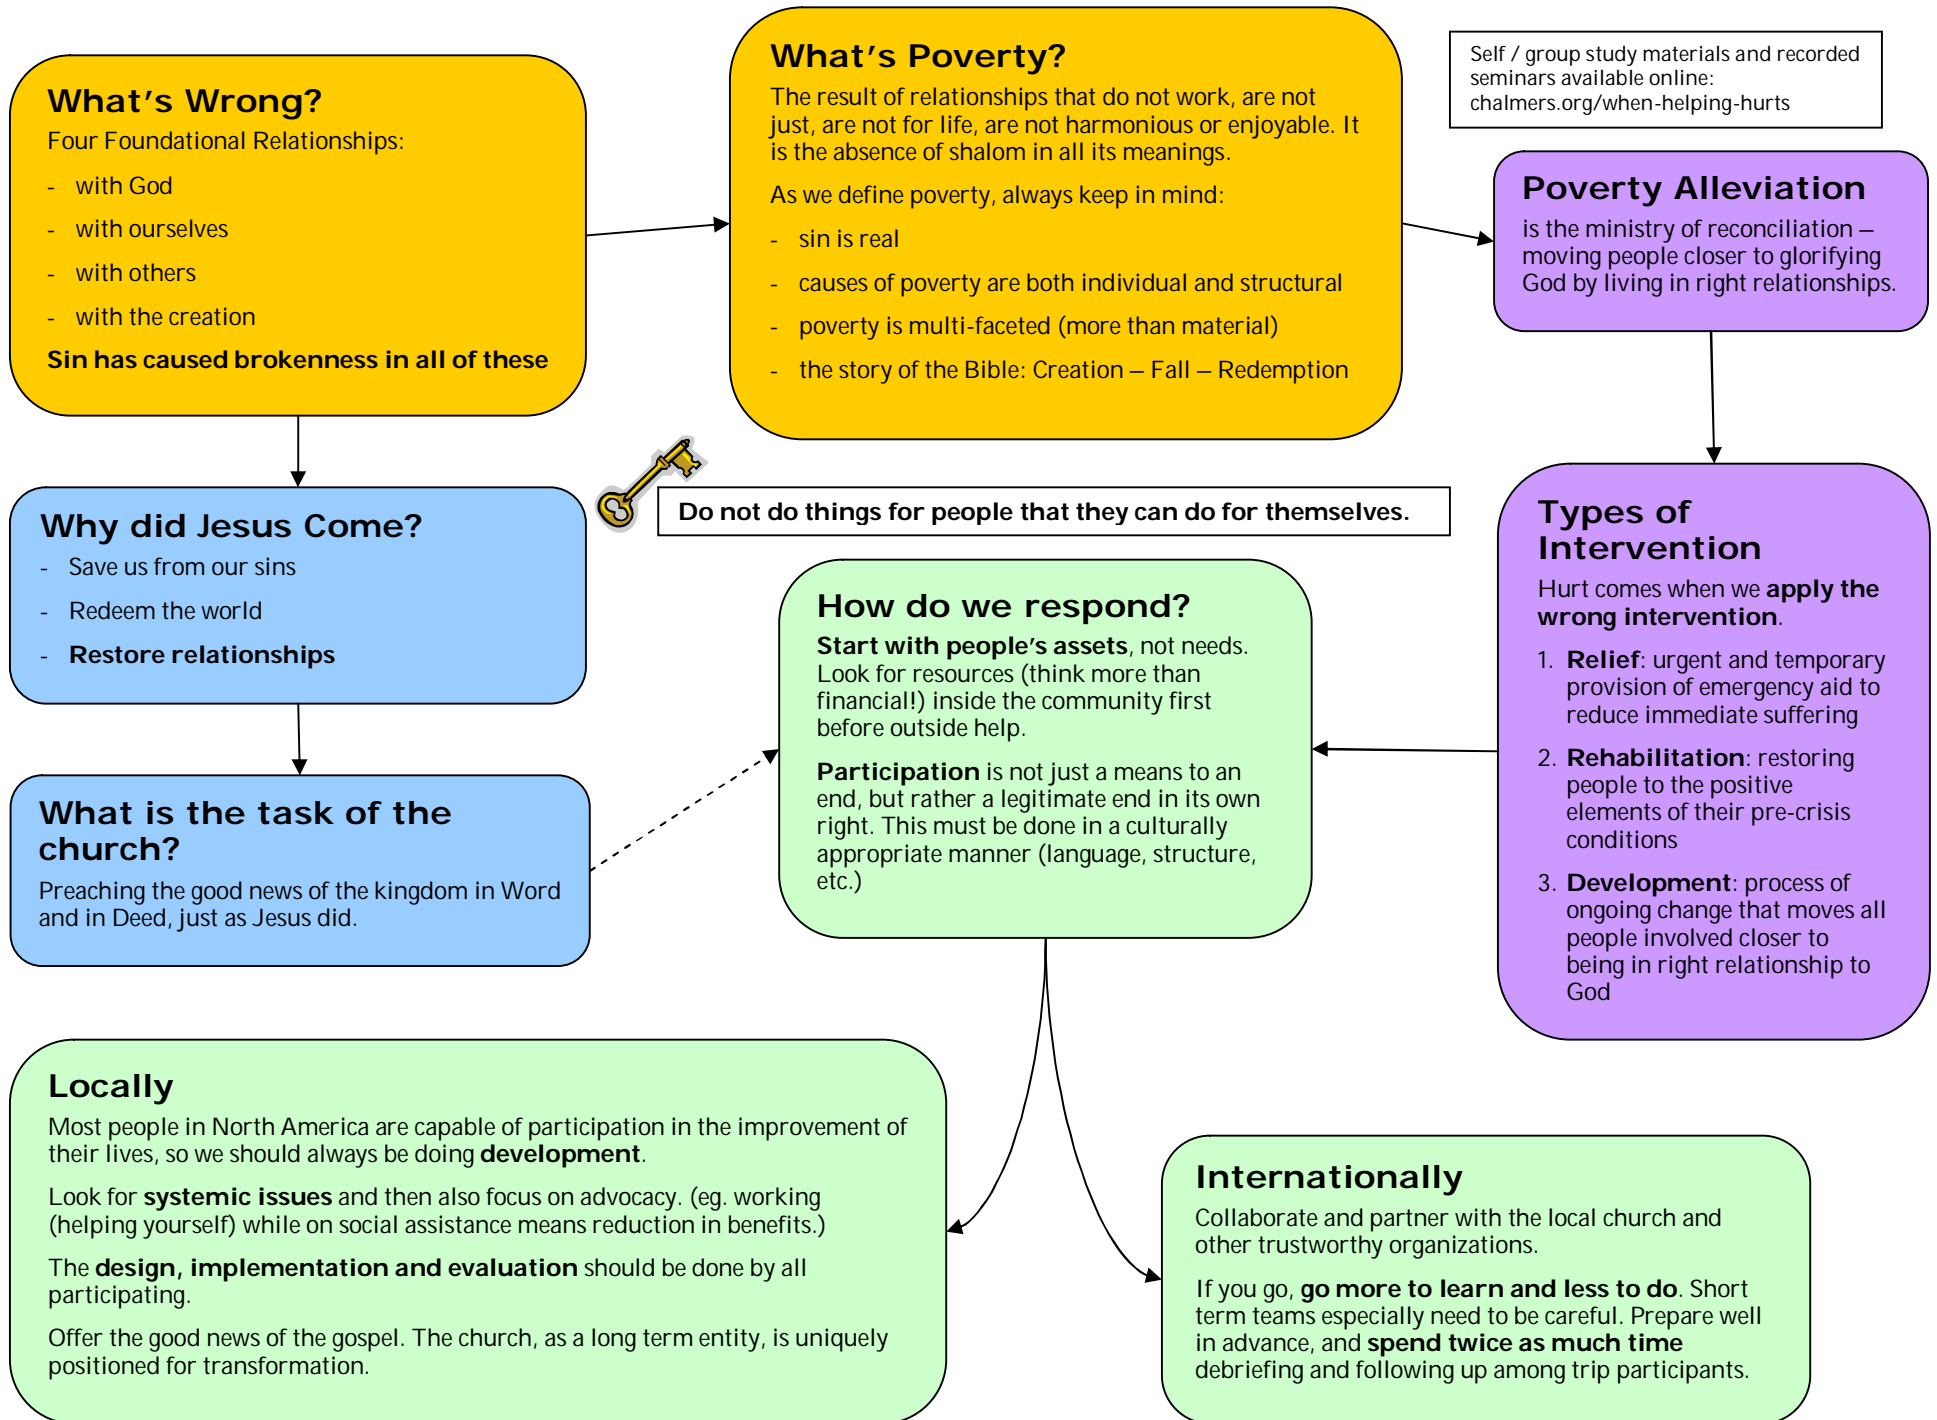 What's Wrong?
Four Foundational Relationships:
- with God
- with ourselves
- with others
- with the creation
Sin has caused brokenness in all of these
What's Poverty?
The result of relationships that do not work, are not
just, are not for life, are not harmonious or enjoyable. It
is the absence of shalom in all its meanings.
As we define poverty, always keep in mind:
- sin is real
- causes of poverty are both individual and structural
- poverty is multi-faceted (more than material)
- the story of the Bible: Creation – Fall – Redemption
Self / group study materials and recorded
seminars available online:
chalmers.org/when-helping-hurts
Poverty Alleviation
is the ministry of reconciliation –
moving people closer to glorifying
God by living in right relationships.
Why did Jesus Come?
- Save us from our sins
- Redeem the world
- Restore relationships
Do not do things for people that they can do for themselves.
Types of
Intervention
Hurt comes when we apply the
wrong intervention.
1. Relief: urgent and temporary
provision of emergency aid to
reduce immediate suffering
2. Rehabilitation: restoring
people to the positive
elements of their pre-crisis
conditions
3. Development: process of
ongoing change that moves all
people involved closer to
being in right relationship to
God
What is the task of the
church?
Preaching the good news of the kingdom in Word
and in Deed, just as Jesus did.
How do we respond?
Start with people's assets, not needs.
Look for resources (think more than
financial!) inside the community first
before outside help.
Participation is not just a means to an
end, but rather a legitimate end in its own
right. This must be done in a culturally
appropriate manner (language, structure,
etc.)
Locally
Most people in North America are capable of participation in the improvement of
their lives, so we should always be doing development.
Look for systemic issues and then also focus on advocacy. (eg. working
(helping yourself) while on social assistance means reduction in benefits.)
The design, implementation and evaluation should be done by all
participating.
Offer the good news of the gospel. The church, as a long term entity, is uniquely
positioned for transformation.
Internationally
Collaborate and partner with the local church and
other trustworthy organizations.
If you go, go more to learn and less to do. Short
term teams especially need to be careful. Prepare well
in advance, and spend twice as much time
debriefing and following up among trip participants.